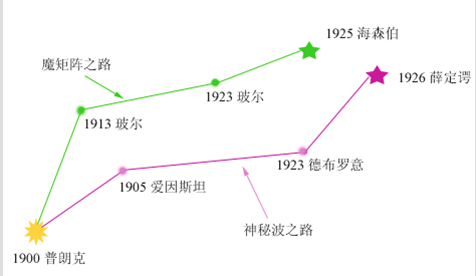 1925 海森伯
魔矩阵之路
1926 薛定谔
1923 玻尔
1913 玻尔
1923 德布罗意
1905 爱因斯坦
神秘波之路
1900 普朗克